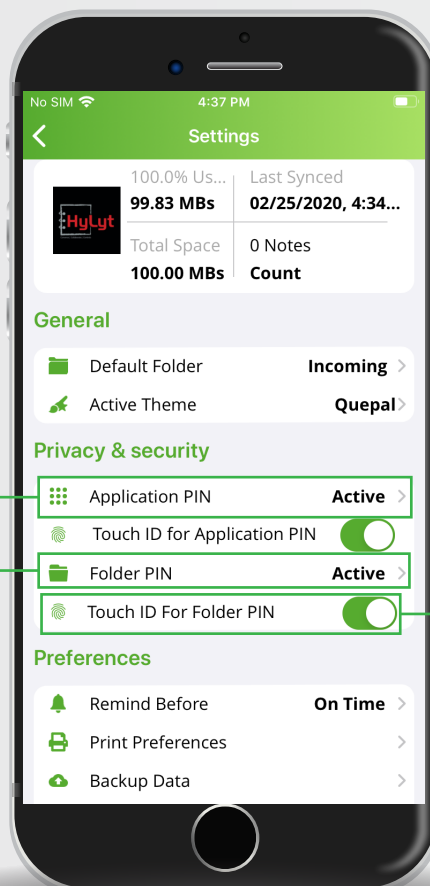 No SIM 4:37 PM
Settings
100.0% Us... Last Synced
99.83 MBs 02/25/2020, 4:34...
HyLyt
Total Space 0 Notes
100.00 MBs Count
General
Default Folder Incoming
Active Theme Quepal
Privacy & security
Application PIN Active
Touch ID for Application PIN
Folder PIN Active
Touch ID For Folder PIN
Preferences
Remind Before On Time
Print Preferences
Backup Data